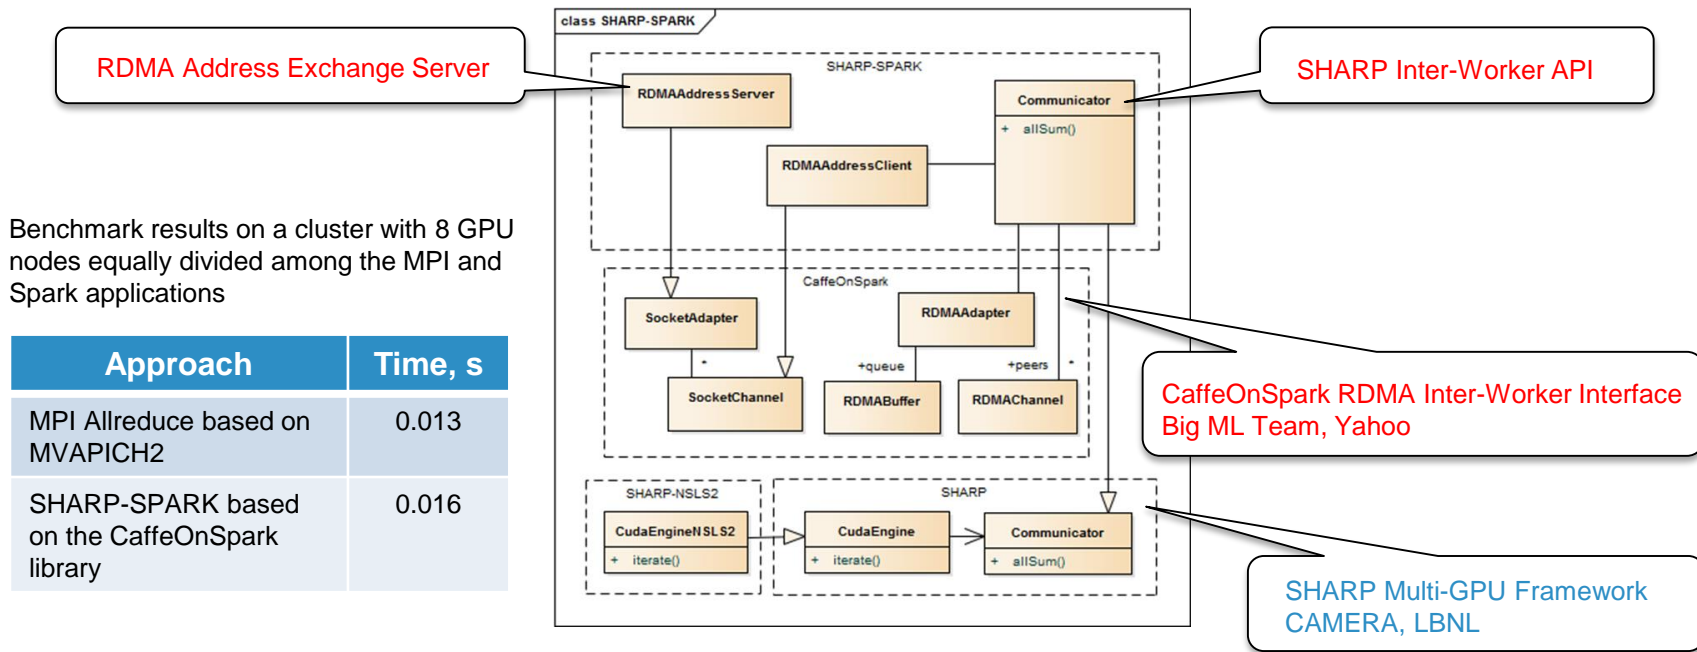 class SHARP-SPARK
RDMA Address Exchange Server
SHARP Inter-Worker API
SHARP-SPARK
RDMAAddressServer
Communicator
+ allSum()
RDMAAddressClient
Benchmark results on a cluster with 8 GPU
nodes equally divided among the MPI and
Spark applications
Approach Time, s
MPI Allreduce based on
MVAPICH2
0.013
SHARP-SPARK based
on the CaffeOnSpark
library
0.016
CaffeOnSpark
SocketAdapter
RDMAAdapter
*
+queue
+peers *
SocketChannel
RDMABuffer
RDMAChannel
CaffeOnSpark RDMA Inter-Worker Interface
Big ML Team, Yahoo
SHARP-NSLS2
SHARP
CudaEngineNSLS2
+ iterate()
CudaEngine
+ iterate()
Communicator
+ allSum()
SHARP Multi-GPU Framework
CAMERA, LBNL